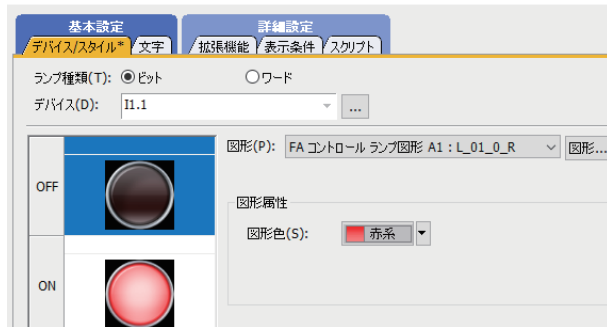 基本設定 詳細設定
デバイス/スタイル* 文字 拡張機能 表示条件 スクリプト
ランプ種類(T): ビット ワード
デバイス(D): I1.1 ...
図形(P): FA コントロール ランプ図形 A1 : L_01_0_R 図形...
OFF
図形属性
図形色(S): 赤系
ON